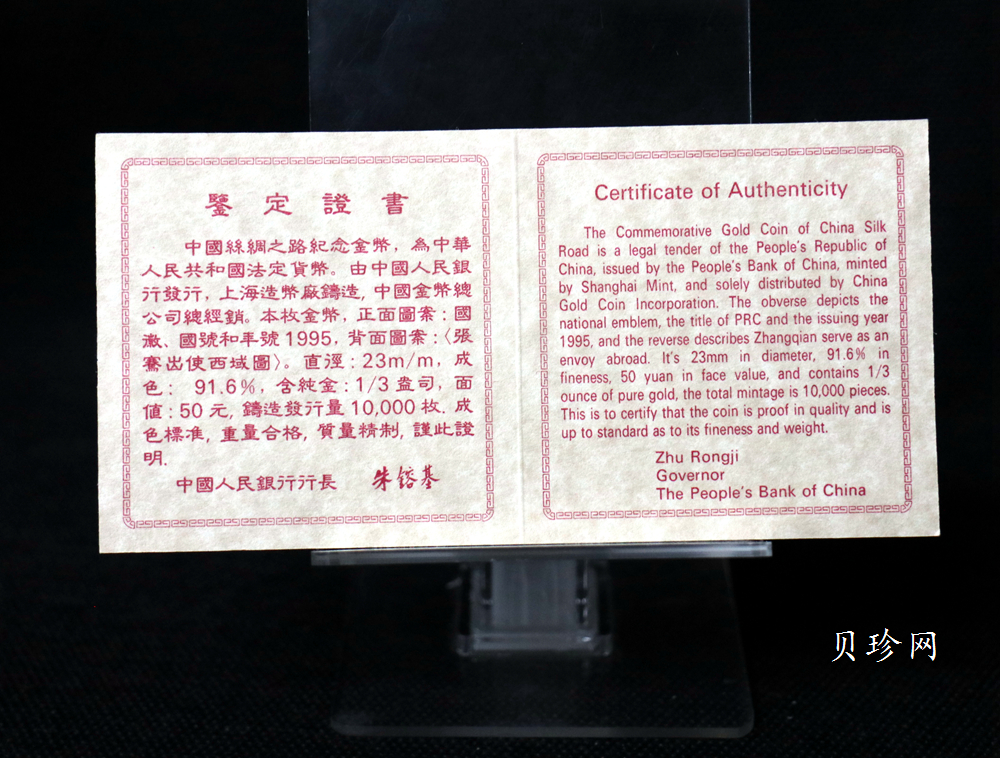 鑒定證書
中國絲綢之路紀念金幣，為中華
人民共和國法定貨幣。由中國人民銀
行發行，上海造幣廠鑄造，中國金幣總
公司總經銷。本枚金幣，正面圖案：國
徽、國號和年號1995，背面圖案：〈張
騫出使西域圖〉。直徑：23m/m，成
色：91.6%，含純金：1/3盎司，面
值：50元，鑄造發行量10,000枚．成
色標准，重量合格，質量精制，謹此證
明．
中國人民銀行行長 朱鎔基
Certificate of Authenticity
The Commemorative Gold Coin of China Silk
Road is a legal tender of the People's Republic of
China, issued by the People's Bank of China, minted
by Shanghai Mint, and solely distributed by China
Gold Coin Incorporation. The obverse depicts the
national emblem, the title of PRC and the issuing year
1995, and the reverse describes Zhangqian serve as an
envoy abroad. It's 23mm in diameter, 91.6% in
fineness, 50 yuan in face value, and contains 1/3
ounce of pure gold, the total mintage is 10,000 pieces.
This is to certify that the coin is proof in quality and is
up to standard as to its fineness and weight.
Zhu Rongji
Governor
The People's Bank of China
贝珍网